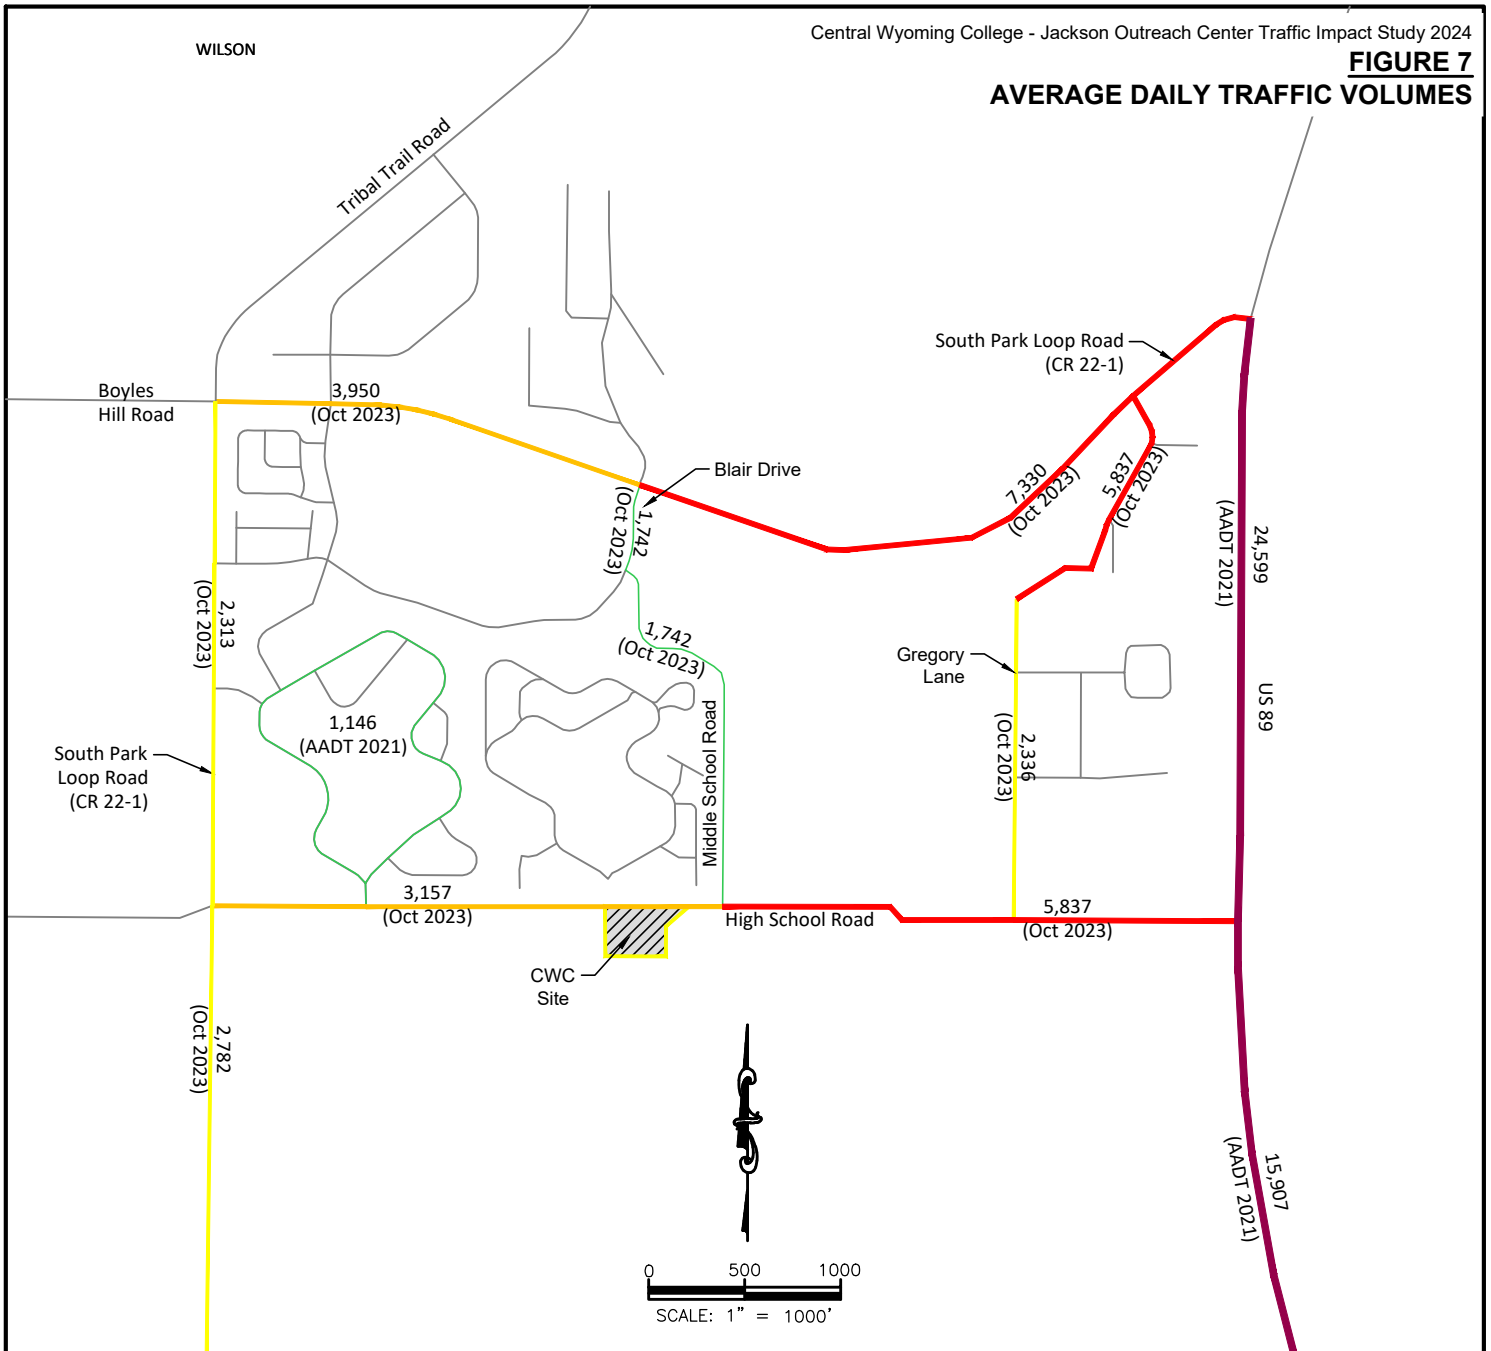 Central Wyoming College - Jackson Outreach Center Traffic Impact Study 2024
FIGURE 7
AVERAGE DAILY TRAFFIC VOLUMES
WILSON
Tribal Trail Road
South Park Loop Road
(CR 22-1)
Boyles
Hill Road
3,950
(Oct 2023)
Blair Drive
1,742
(Oct 2023)
7,330
(Oct 2023)
5,837
(Oct 2023)
24,599
(AADT 2021)
2,313
(Oct 2023)
1,742
(Oct 2023)
Gregory
Lane
US 89
1,146
(AADT 2021)
South Park
Loop Road
(CR 22-1)
Middle School Road
2,336
(Oct 2023)
3,157
(Oct 2023)
High School Road
5,837
(Oct 2023)
CWC
Site
2,782
(Oct 2023)
15,907
(AADT 2021)
0 500 1000
SCALE: 1" = 1000'